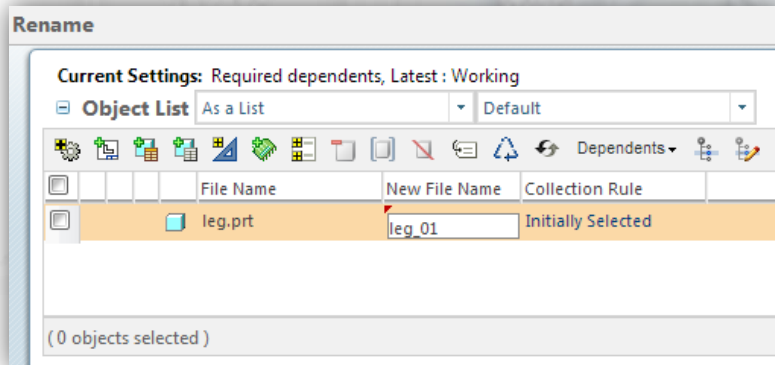 Rename
Current Settings: Required dependents, Latest : Working
Object List As a List Default
Dependents
File Name New File Name Collection Rule
leg.prt leg_01 Initially Selected
( 0 objects selected )